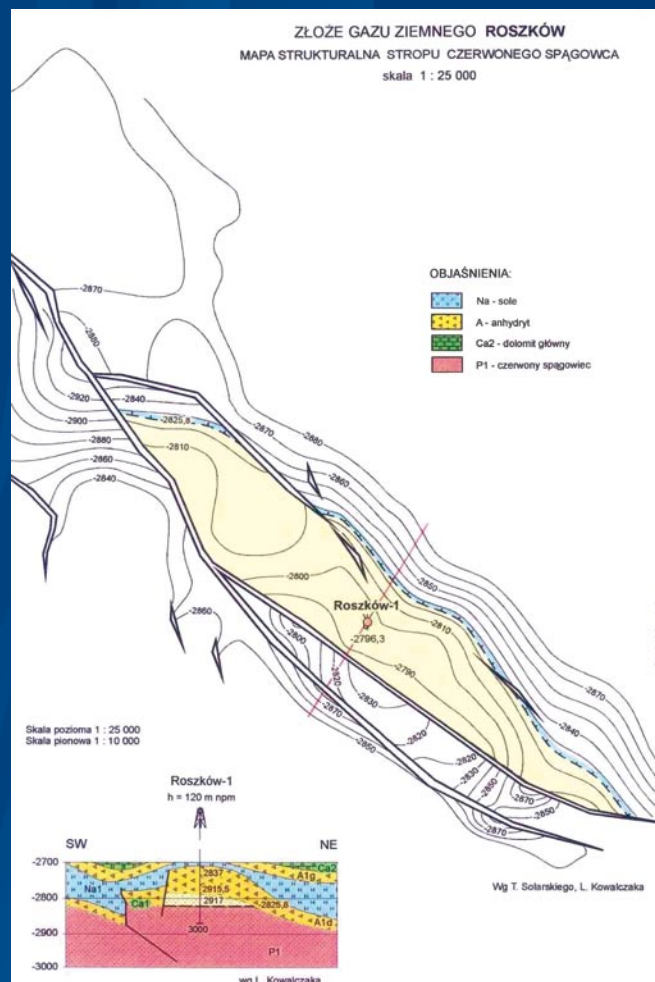 ZŁOŻE GAZU ZIEMNEGO ROSZKÓW
MAPA STRUKTURALNA STROPU CZERWONEGO SPĄGOWCA
skala 1 : 25 000
OBJAŚNIENIA:
Na - sole
A - anhydryt
Ca2 - dolomit główny
P1 - czerwony spągowiec
-2870
-2880
-2920
-2840
-2900
-2825,8
-2870
-2880
-2880
-2810
-2860
-2860
-2840
-2800
-2850
Roszków-1
-2860
-2810
-2796,3
-2800
-2790
-2820
-2830
-2870
-2870
-2820
-2840
-2850
-2820
-2830
-2850
-2870
-2870
Skala pozioma 1 : 25 000
Skala pionowa 1 : 10 000
Roszków-1
h = 120 m npm
SW
NE
Wg T. Solarskiego, L. Kowalczaka
-2700
-2800
-2900
-3000
2837
Ca2
A1g
Na1
2915,5
Ca1
2917
-2825,8
3000
A1d
P1
wg L. Kowalczaka